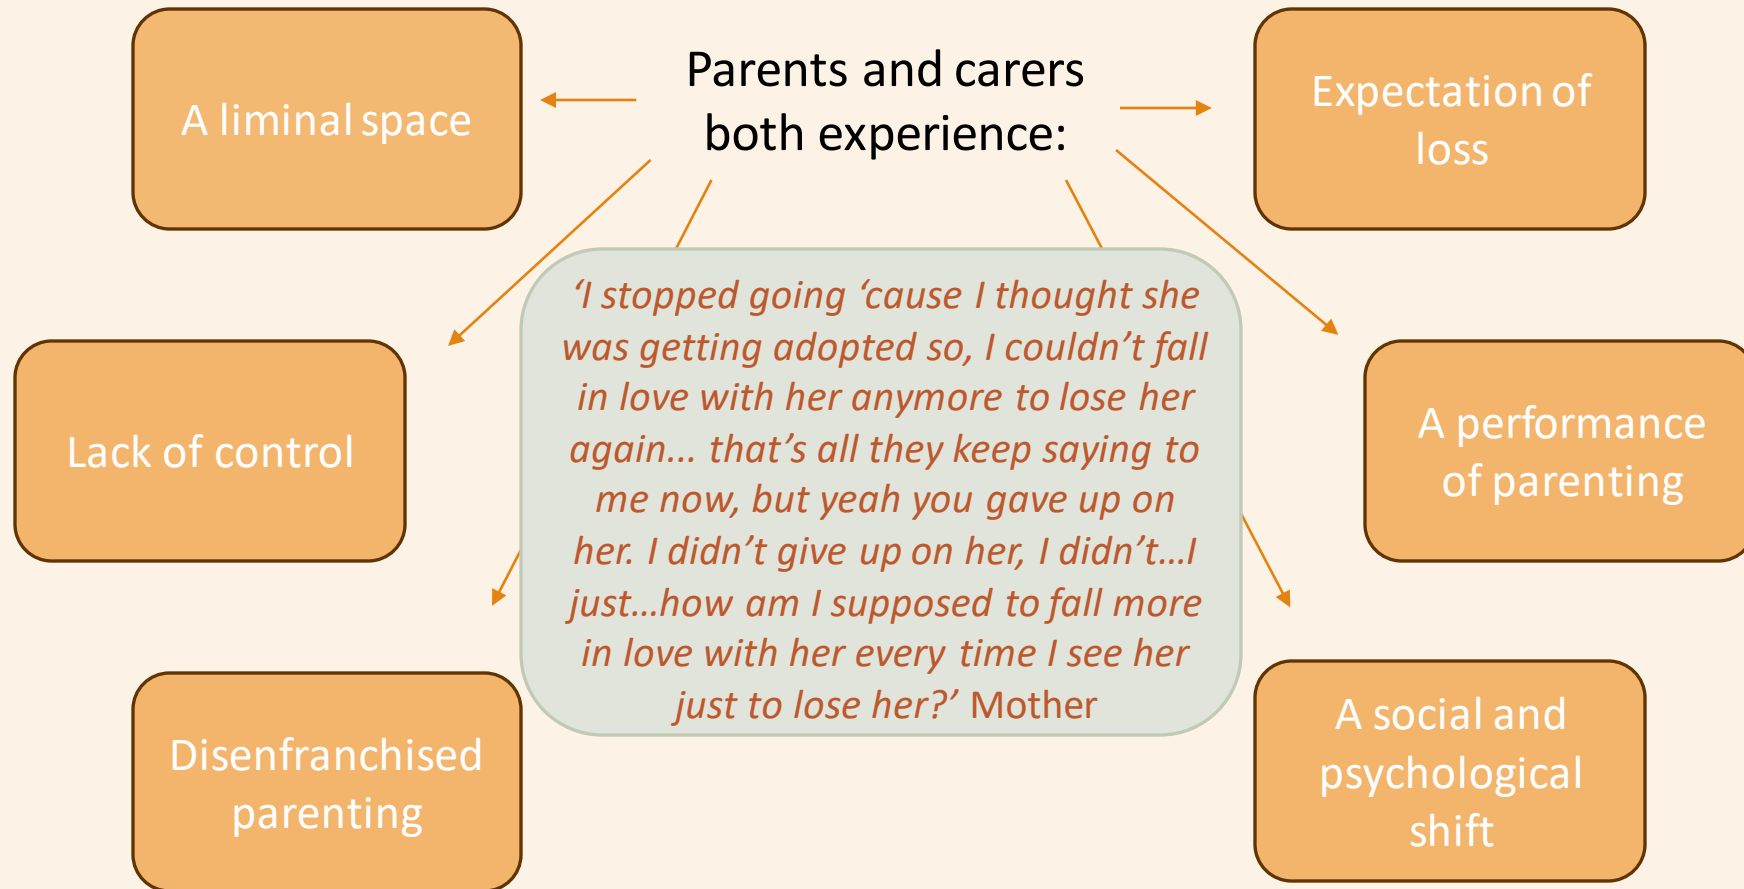 Parents and carers
both experience:
A liminal space
Expectation of
loss
Lack of control
‘I stopped going ‘cause I thought she
was getting adopted so, I couldn’t fall
in love with her anymore to lose her
again... that’s all they keep saying to
me now, but yeah you gave up on
her. I didn’t give up on her, I didn’t...I
just...how am I supposed to fall more
in love with her every time I see her
just to lose her?’ Mother
A performance
of parenting
Disenfranchised
parenting
A social and
psychological
shift